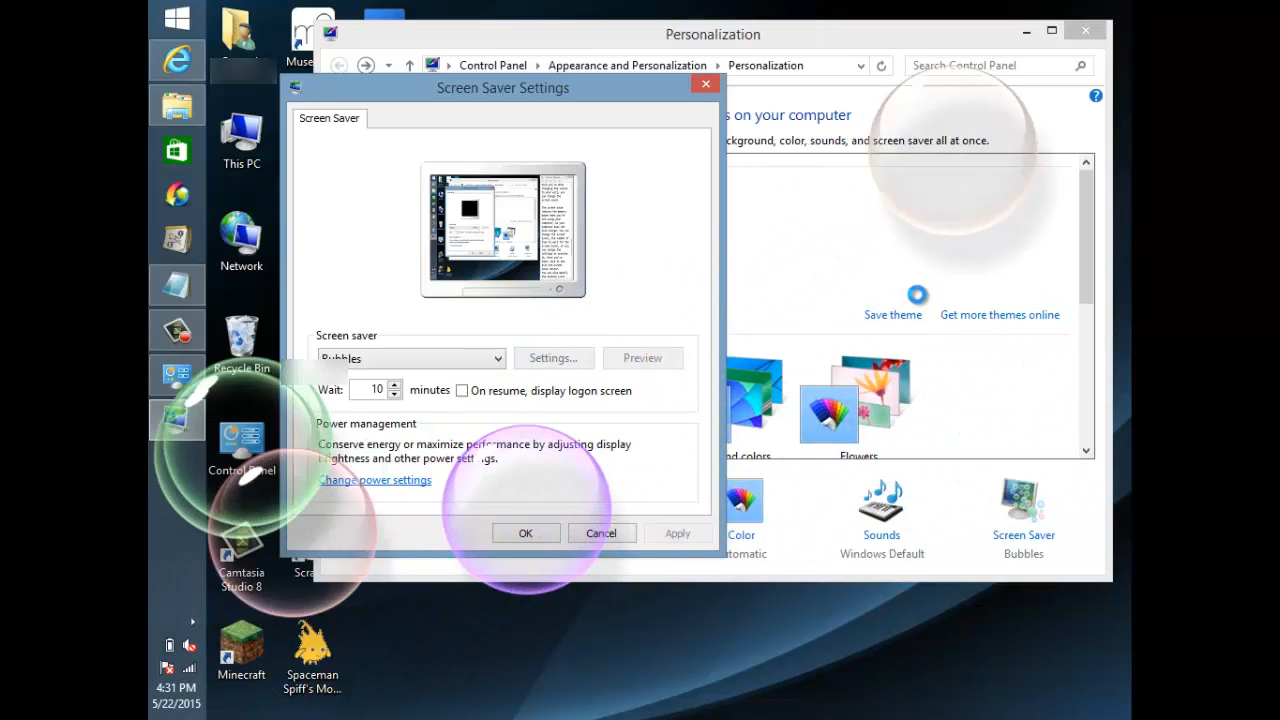 Personalization
Control Panel
Appearance and Personalization
Personalization
Search Control Panel
s on your computer
ckground, color, sounds, and screen saver all at once.
Save theme
Get more themes online
nd colors
Flowers
Color
utomatic
Sounds
Windows Default
Screen Saver
Bubbles
Screen Saver Settings
Screen Saver
Screen saver
Bubbles
Settings...
Preview
Wait:
10
minutes
On resume, display logon screen
Power management
Conserve energy or maximize performance by adjusting display
brightness and other power settings.
Change power settings
OK
Cancel
Apply
Muse
This PC
Network
Recycle Bin
Control Panel
Camtasia
Studio 8
Scra
Minecraft
Spaceman
Spiff's Mo...
4:31 PM
5/22/2015